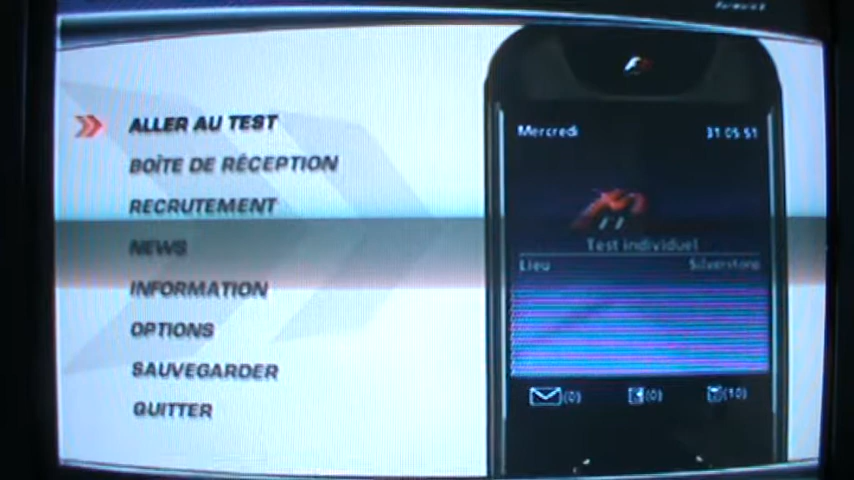 ALLER AU TEST
BOÎTE DE RÉCEPTION
RECRUTEMENT
NEWS
INFORMATION
OPTIONS
SAUVEGARDER
QUITTER
Mercredi 31 05 51
Test individuel
Lieu Silverstone
(0) (0) (10)